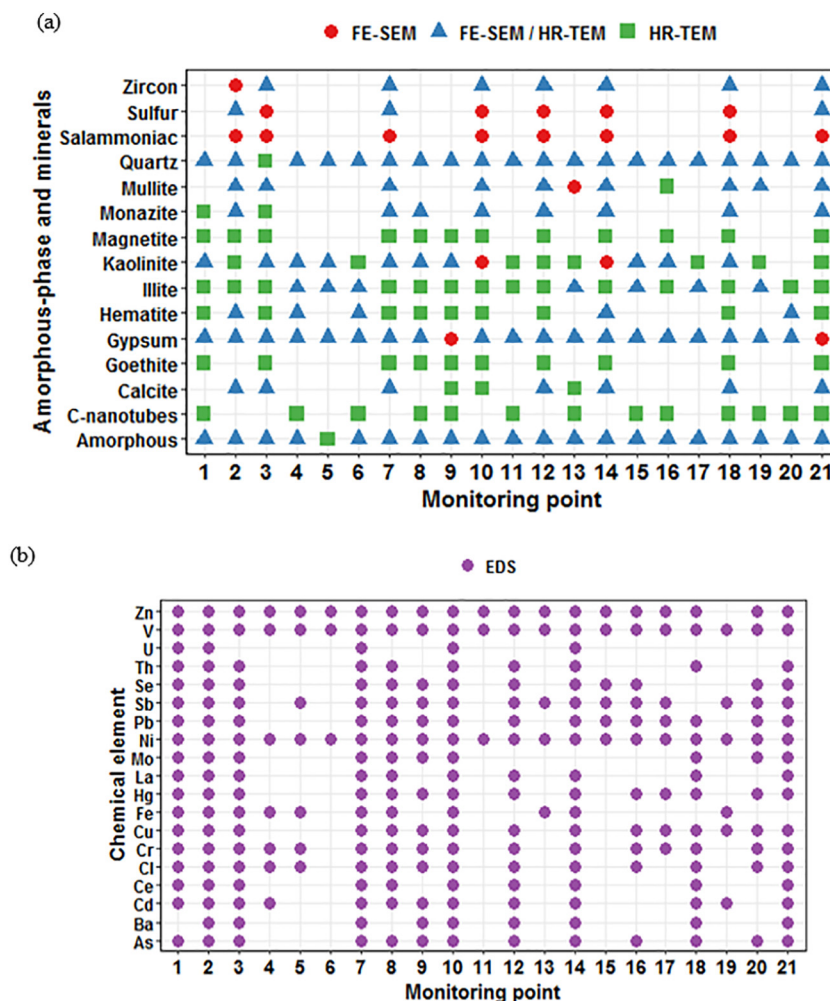 (a)
FE-SEM FE-SEM / HR-TEM HR-TEM
Amorphous-phase and minerals
Zircon
Sulfur
Salammoniac
Quartz
Mullite
Monazite
Magnetite
Kaolinite
Illite
Hematite
Gypsum
Goethite
Calcite
C-nanotubes
Amorphous
1 2 3 4 5 6 7 8 9 10 11 12 13 14 15 16 17 18 19 20 21
Monitoring point
(b)
EDS
Chemical element
Zn
V
U
Th
Se
Sb
Pb
Ni
Mo
La
Hg
Fe
Cu
Cr
Cl
Ce
Cd
Ba
As
1 2 3 4 5 6 7 8 9 10 11 12 13 14 15 16 17 18 19 20 21
Monitoring point